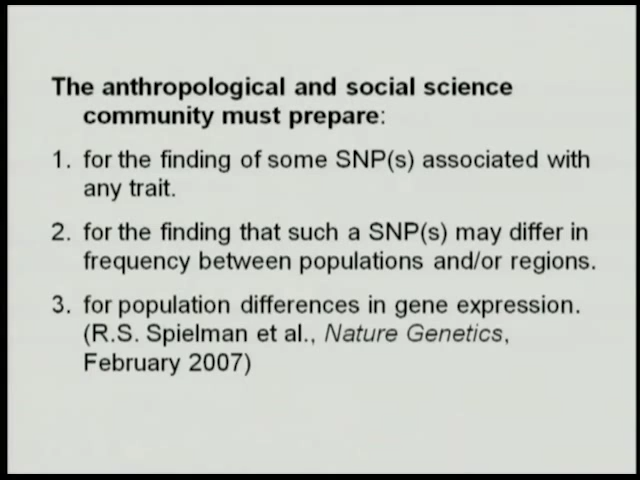 The anthropological and social science
community must prepare:
1. for the finding of some SNP(s) associated with
any trait.
2. for the finding that such a SNP(s) may differ in
frequency between populations and/or regions.
3. for population differences in gene expression.
(R.S. Spielman et al., Nature Genetics,
February 2007)